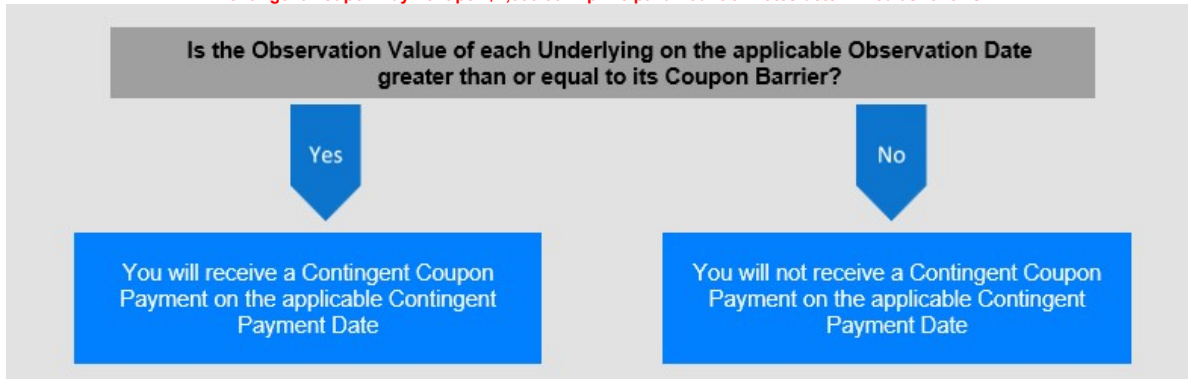 Is the Observation Value of each Underlying on the applicable Observation Date
greater than or equal to its Coupon Barrier?
Yes
No
You will receive a Contingent Coupon
Payment on the applicable Contingent
Payment Date
You will not receive a Contingent Coupon
Payment on the applicable Contingent
Payment Date